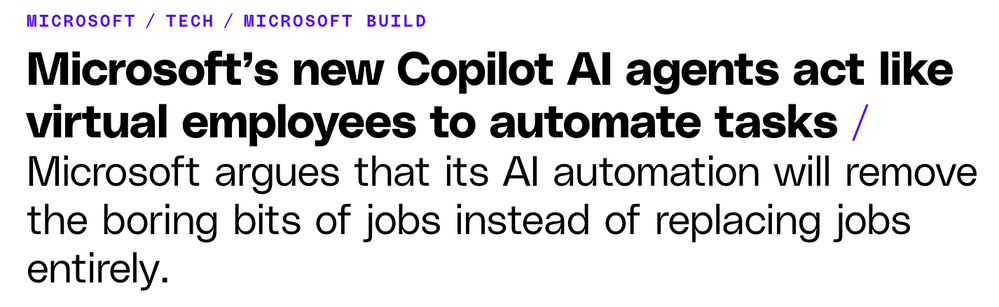 MICROSOFT / TECH / MICROSOFT BUILD
Microsoft’s new Copilot AI agents act like
virtual employees to automate tasks /
Microsoft argues that its AI automation will remove
the boring bits of jobs instead of replacing jobs
entirely.